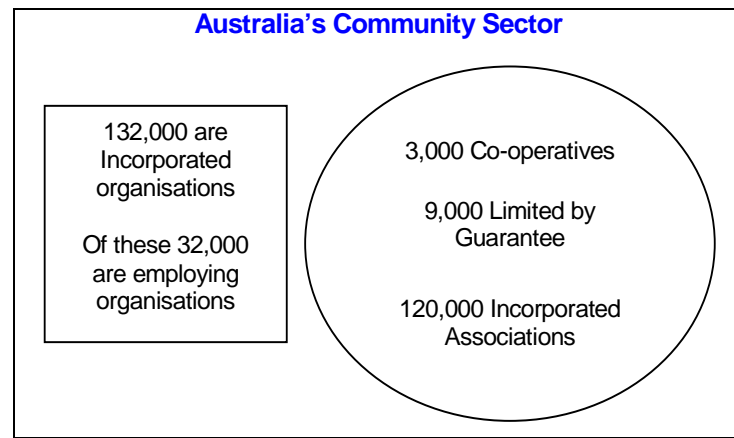 Australia’s Community Sector
132,000 are
Incorporated
organisations
Of these 32,000
are employing
organisations
3,000 Co-operatives
9,000 Limited by
Guarantee
120,000 Incorporated
Associations